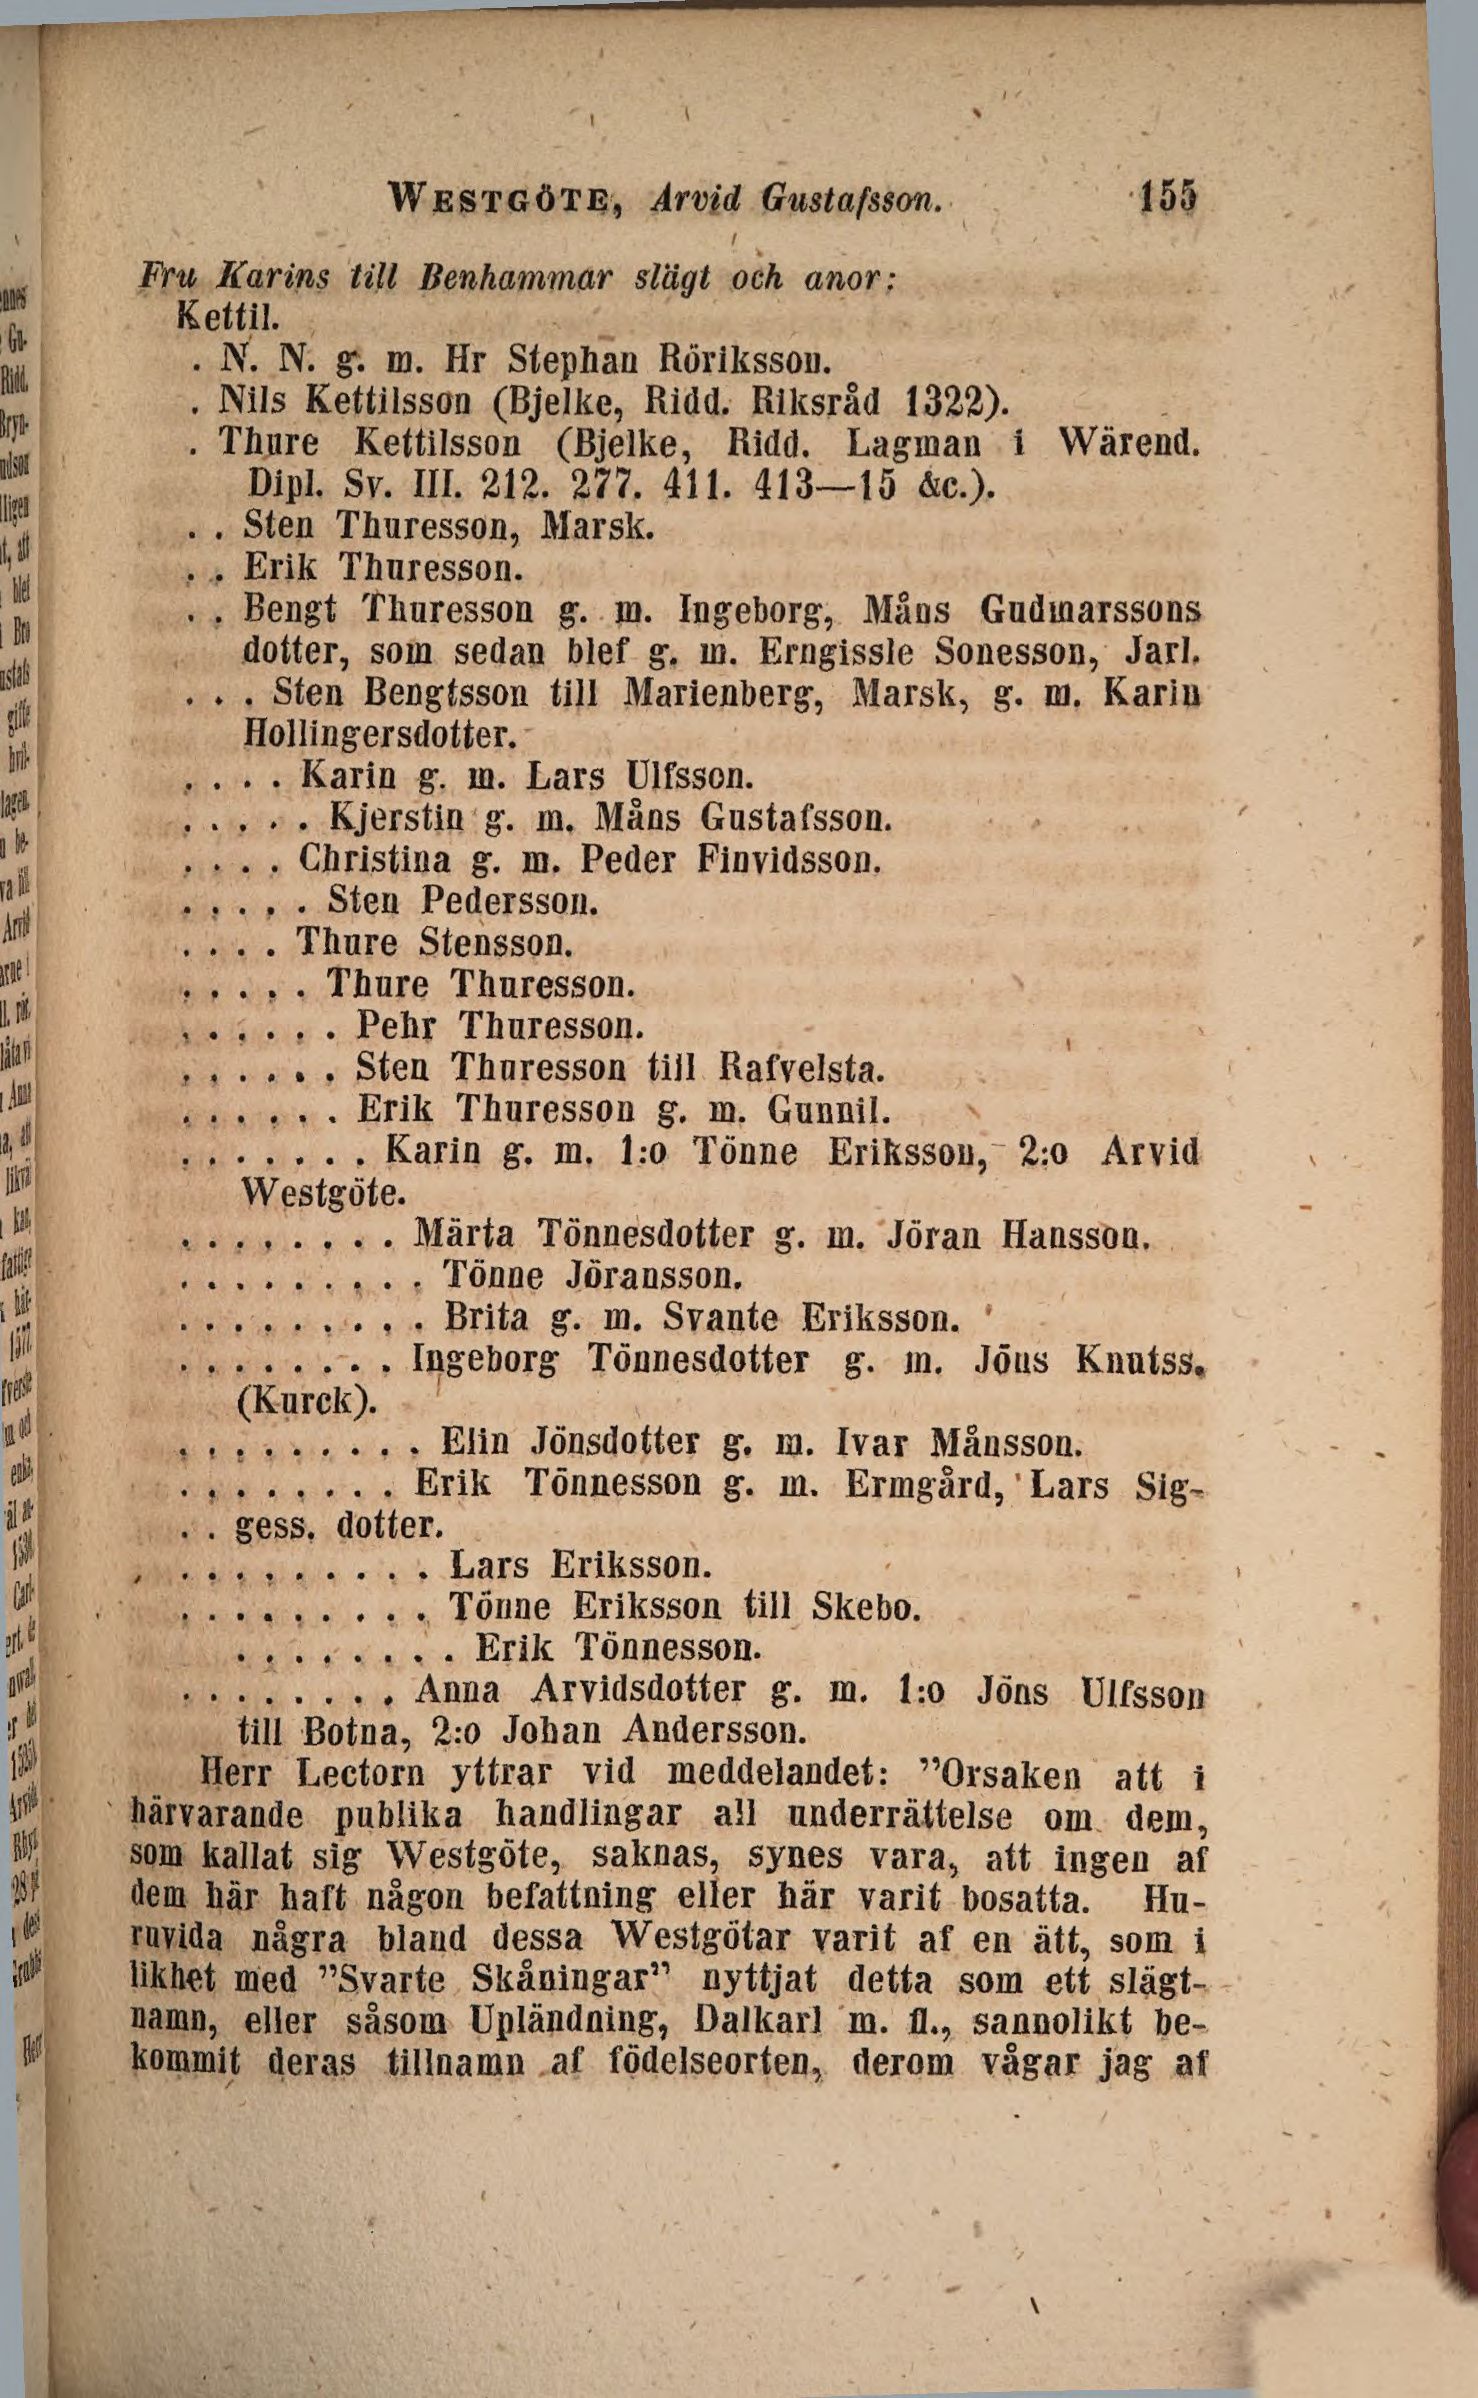 WESTGÖTE, Arvid Gustafsson. 155
Fru Karins till Benhammar slägt och anor:
Kettil.
. N. N. g. m. Hr Stephan Röriksson.
. Nils Kettilsson (Bjelke, Ridd. Riksråd 1322).
. Thure Kettilsson (Bjelke, Ridd. Lagman i Wärend.
Dipl. Sv. III. 212. 277. 411. 413—15 &c.).
. . Sten Thuresson, Marsk.
. . Erik Thuresson.
. . Bengt Thuresson g. m. Ingeborg, Måns Gudmarssons
dotter, som sedan blef g. m. Erngissle Sonesson, Jarl.
. . . Sten Bengtsson till Marienberg, Marsk, g. m. Karin
Hollingersdotter.
. . . . Karin g. m. Lars Ulfsson.
. . . . . Kjerstin g. m. Måns Gustafsson.
. . . . Christina g. m. Peder Finvidsson.
. . . . . Sten Pedersson.
. . . . Thure Stensson.
. . . . . Thure Thuresson.
. . . . . . Pehr Thuresson.
. . . . . . Sten Thuresson till Rafvelsta.
. . . . . . Erik Thuresson g. m. Gunnil.
. . . . . . . Karin g. m. 1:o Tönne Eriksson, 2:o Arvid
Westgöte.
. . . . . . . . Märta Tönnesdotter g. m. Jöran Hansson.
. . . . . . . . . Tönne Jöransson.
. . . . . . . . . Brita g. m. Svante Eriksson.
. . . . . . . . Ingeborg Tönnesdotter g. m. Jöns Knutss.
(Kurck).
. . . . . . . . . Elin Jönsdotter g. m. Ivar Månsson.
. . . . . . . . Erik Tönnesson g. m. Ermgård, Lars Sig-
. . gess. dotter.
. . . . . . . . . Lars Eriksson.
. . . . . . . . . Tönne Eriksson till Skebo.
. . . . . . . . Erik Tönnesson.
. . . . . . . . Anna Arvidsdotter g. m. 1:o Jöns Ulfsson
till Botna, 2:o Johan Andersson.
Herr Lectorn yttrar vid meddelandet: ”Orsaken att i
härvarande publika handlingar all underrättelse om dem,
som kallat sig Westgöte, saknas, synes vara, att ingen af
dem här haft någon befattning eller här varit bosatta. Hu-
ruvida några bland dessa Westgötar varit af en ätt, som i
likhet med ”Svarte Skåningar” nyttjat detta som ett slägt-
namn, eller såsom Upländning, Dalkarl m. fl., sannolikt be-
kommit deras tillnamn af födelseorten, derom vågar jag af